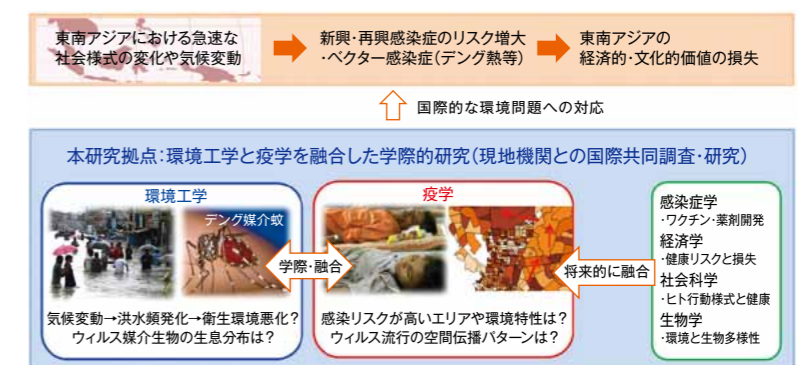 東南アジアにおける急速な
社会様式の変化や気候変動
新興・再興感染症のリスク増大
・ベクター感染症（デング熱等）
東南アジアの
経済的・文化的価値の損失
国際的な環境問題への対応
本研究拠点：環境工学と疫学を融合した学際的研究（現地機関との国際共同調査・研究）
環境工学
デング媒介蚊
気候変動→洪水頻発化→衛生環境悪化？
ウィルス媒介生物の生息分布は？
学際・融合
疫学
感染リスクが高いエリアや環境特性は？
ウィルス流行の空間伝播パターンは？
将来的に融合
感染症学
・ワクチン・薬剤開発
経済学
・健康リスクと損失
社会科学
・ヒト行動様式と健康
生物学
・環境と生物多様性